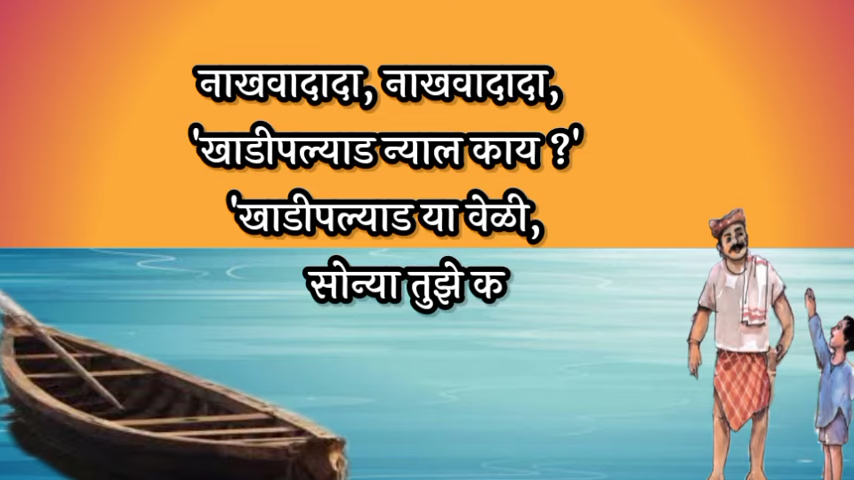 नाखवादादा, नाखवादादा,
'खाडीपल्याड न्याल काय ?'
'खाडीपल्याड या वेळी,
सोन्या तुझे क